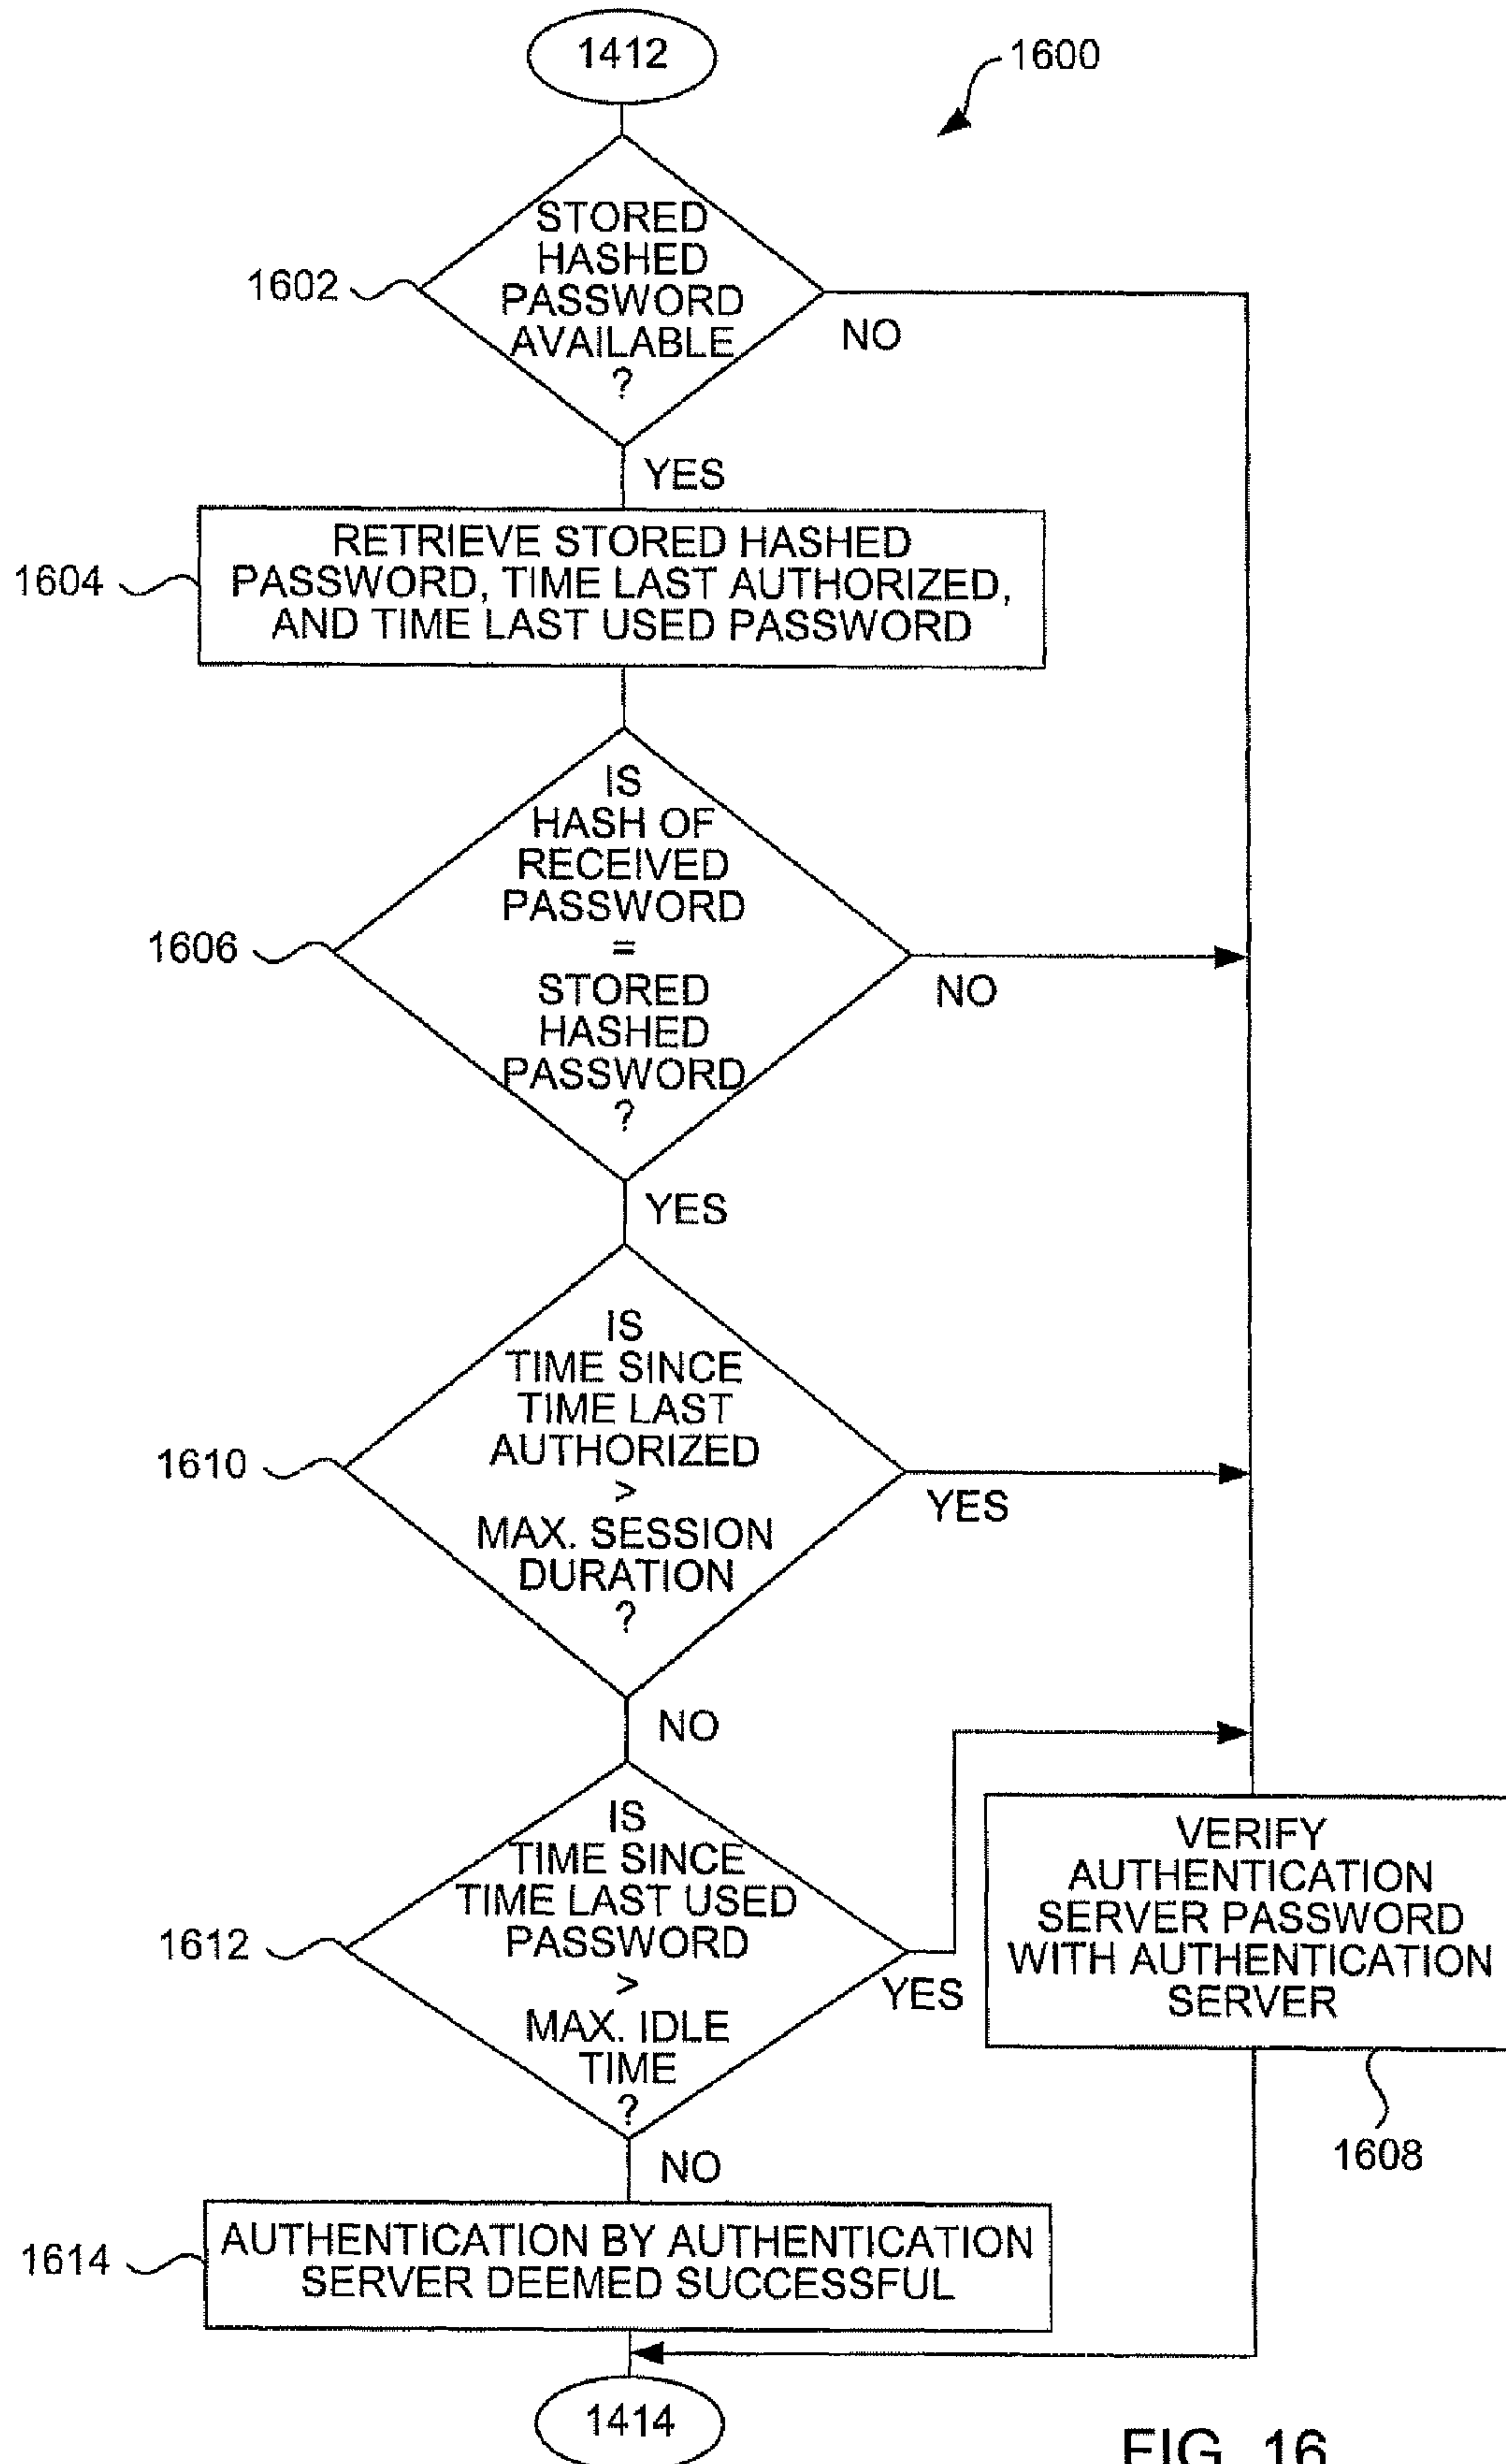 1412
1600
STORED
HASHED
PASSWORD
AVAILABLE
?
1602
NO
YES
RETRIEVE STORED HASHED
PASSWORD, TIME LAST AUTHORIZED,
AND TIME LAST USED PASSWORD
1604
IS
HASH OF
RECEIVED
PASSWORD
=
STORED
HASHED
PASSWORD
?
1606
NO
YES
IS
TIME SINCE
TIME LAST
AUTHORIZED
>
MAX. SESSION
DURATION
?
1610
YES
NO
IS
TIME SINCE
TIME LAST USED
PASSWORD
>
MAX. IDLE
TIME
?
1612
YES
VERIFY
AUTHENTICATION
SERVER PASSWORD
WITH AUTHENTICATION
SERVER
1608
NO
AUTHENTICATION BY AUTHENTICATION
SERVER DEEMED SUCCESSFUL
1614
1414
FIG. 16